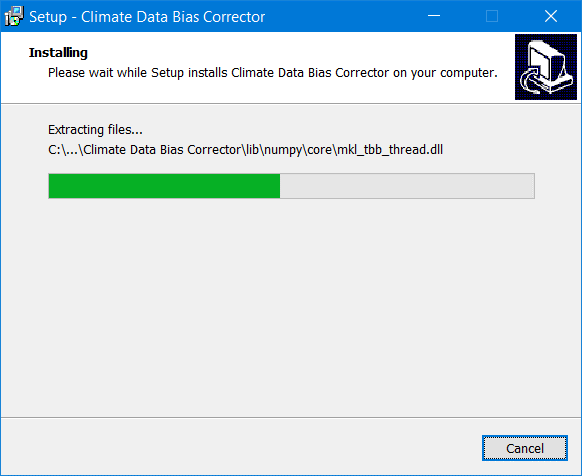 Setup - Climate Data Bias Corrector
Installing
Please wait while Setup installs Climate Data Bias Corrector on your computer.
Extracting files...
C:\...\Climate Data Bias Corrector\lib\numpy\core\mkl_tbb_thread.dll
Cancel